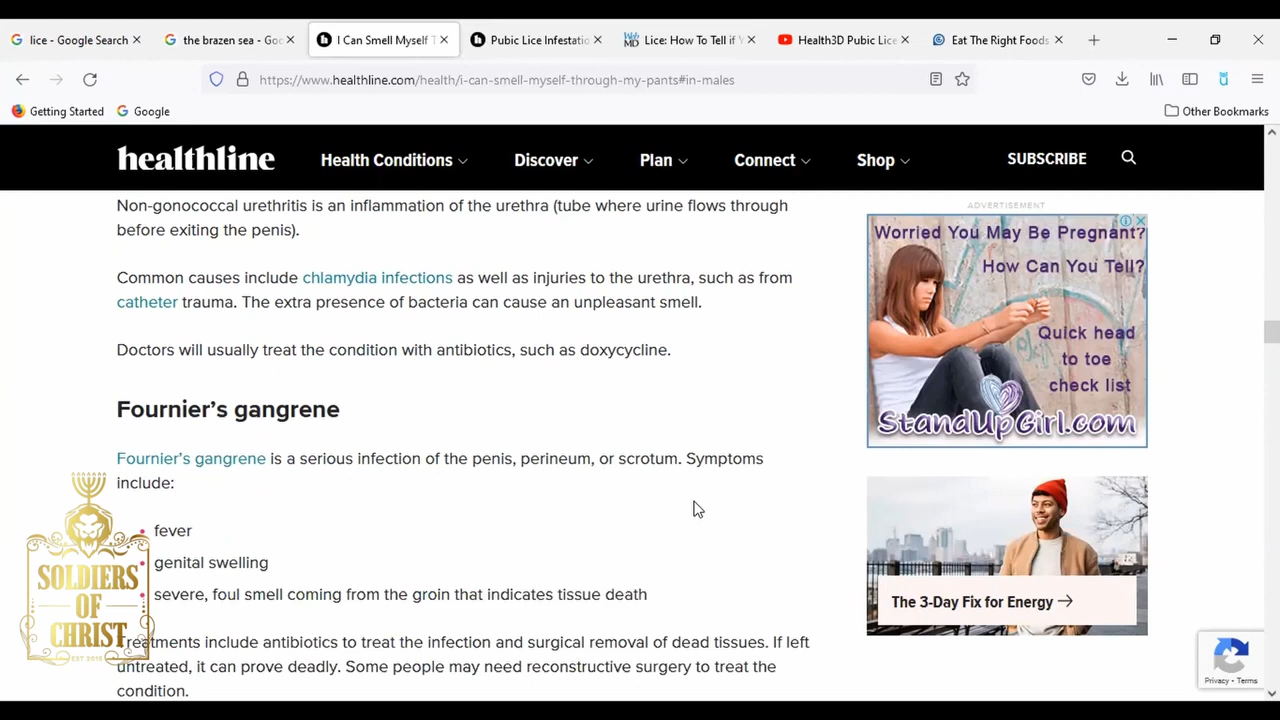 lice - Google Search
the brazen sea - Goo
I Can Smell Myself T
Pubic Lice Infestatio
WebMD
Lice: How To Tell if Y
Health3D Pubic Lice
Eat The Right Foods
https://www.healthline.com/health/i-can-smell-myself-through-my-pants#in-males
Getting Started
Google
Other Bookmarks
healthline
Health Conditions
Discover
Plan
Connect
Shop
SUBSCRIBE
Non-gonococcal urethritis is an inflammation of the urethra (tube where urine flows through
before exiting the penis).
Common causes include chlamydia infections as well as injuries to the urethra, such as from
catheter trauma. The extra presence of bacteria can cause an unpleasant smell.
Doctors will usually treat the condition with antibiotics, such as doxycycline.
Fournier's gangrene
Fournier's gangrene is a serious infection of the penis, perineum, or scrotum. Symptoms
include:
fever
genital swelling
severe, foul smell coming from the groin that indicates tissue death
Treatments include antibiotics to treat the infection and surgical removal of dead tissues. If left
untreated, it can prove deadly. Some people may need reconstructive surgery to treat the
condition.
ADVERTISEMENT
Worried You May Be Pregnant?
How Can You Tell?
Quick head
to toe
check list
StandUpGirl.com
The 3-Day Fix for Energy →
SOLDIERS
OF
CHRIST
Privacy - Terms